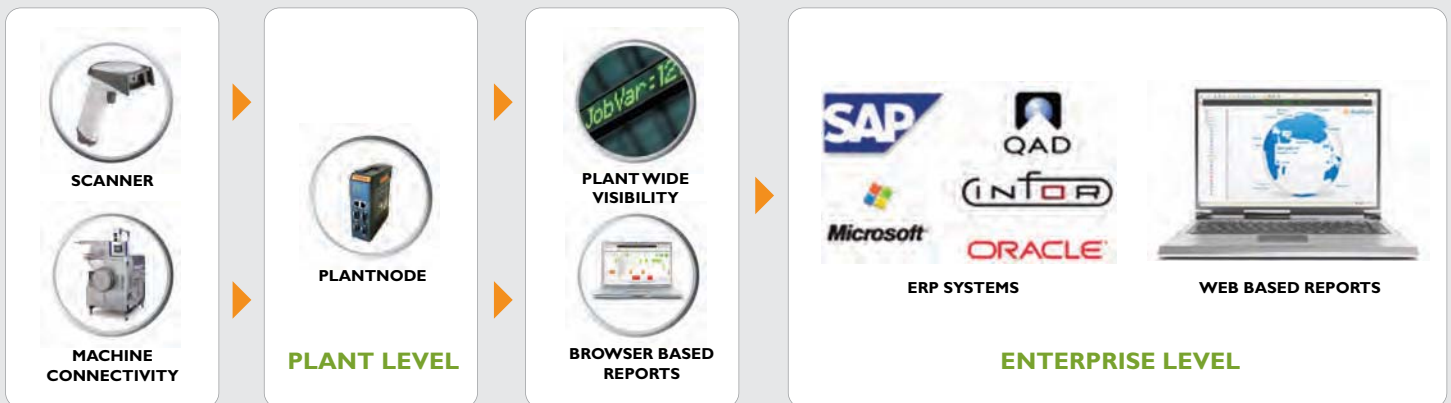 SCANNER
MACHINE
CONNECTIVITY
PLANTNODE
PLANT LEVEL
JobVar:12
PLANT WIDE
VISIBILITY
BROWSER BASED
REPORTS
SAP
QAD
Microsoft
INFOR
ORACLE
ERP SYSTEMS
WEB BASED REPORTS
ENTERPRISE LEVEL